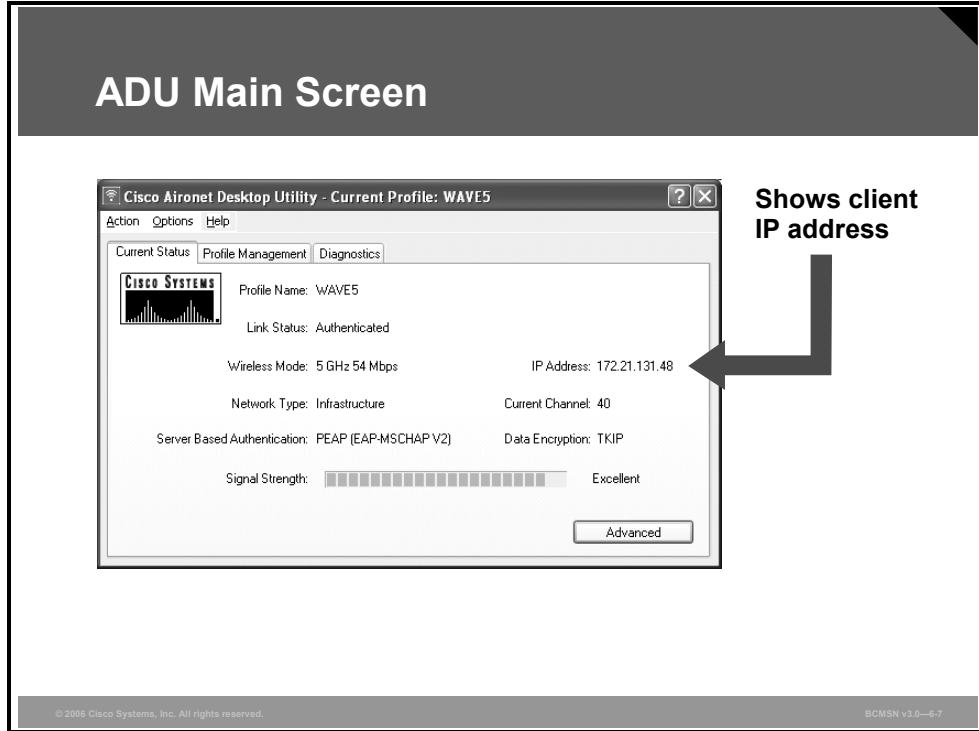 ADU Main Screen
Cisco Aironet Desktop Utility - Current Profile: WAVE5
Action Options Help
Current Status Profile Management Diagnostics
CISCO SYSTEMS
Profile Name: WAVE5
Link Status: Authenticated
Wireless Mode: 5 GHz 54 Mbps IP Address: 172.21.131.48
Network Type: Infrastructure Current Channel: 40
Server Based Authentication: PEAP (EAP-MSCHAP V2) Data Encryption: TKIP
Signal Strength: Excellent
Advanced
Shows client
IP address
© 2006 Cisco Systems, Inc. All rights reserved. BCMSN v3.0—6-7